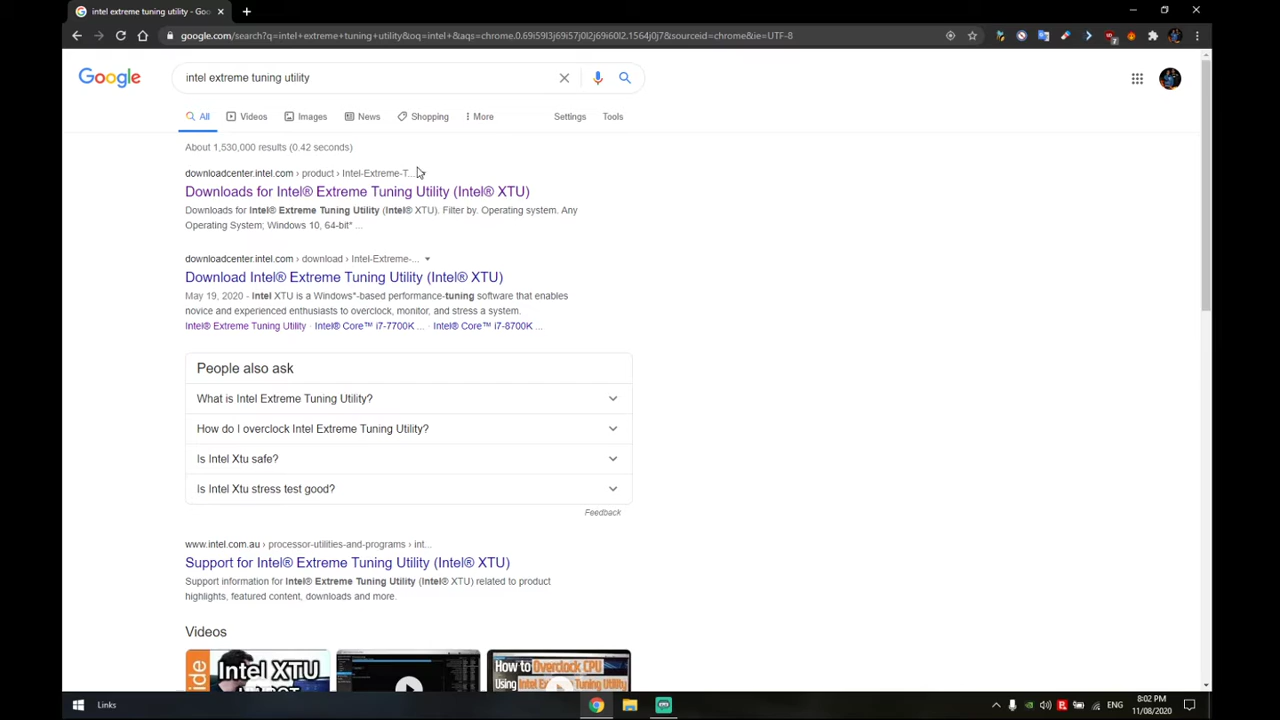 intel extreme tuning utility - Goo
google.com/search?q=intel+extreme+tuning+utility&oq=intel+&aqs=chrome.0.69i59l3j69i57j0l2j69i60l2.1564j0j7&sourceid=chrome&ie=UTF-8
Google
intel extreme tuning utility
All
Videos
Images
News
Shopping
More
Settings
Tools
About 1,530,000 results (0.42 seconds)
downloadcenter.intel.com › product › Intel-Extreme-T...
Downloads for Intel® Extreme Tuning Utility (Intel® XTU)
Downloads for Intel® Extreme Tuning Utility (Intel® XTU). Filter by. Operating system. Any
Operating System; Windows 10, 64-bit* ...
downloadcenter.intel.com › download › Intel-Extreme-...
Download Intel® Extreme Tuning Utility (Intel® XTU)
May 19, 2020 - Intel XTU is a Windows*-based performance-tuning software that enables
novice and experienced enthusiasts to overclock, monitor, and stress a system.
Intel® Extreme Tuning Utility · Intel® Core™ i7-7700K ... · Intel® Core™ i7-8700K ...
People also ask
What is Intel Extreme Tuning Utility?
How do I overclock Intel Extreme Tuning Utility?
Is Intel Xtu safe?
Is Intel Xtu stress test good?
Feedback
www.intel.com.au › processor-utilities-and-programs › int...
Support for Intel® Extreme Tuning Utility (Intel® XTU)
Support information for Intel® Extreme Tuning Utility (Intel® XTU) related to product
highlights, featured content, downloads and more.
Videos
Intel XTU
How to Overclock CPU
Using Intel Extreme Tuning Utility
Links
ENG
8:02 PM
11/08/2020